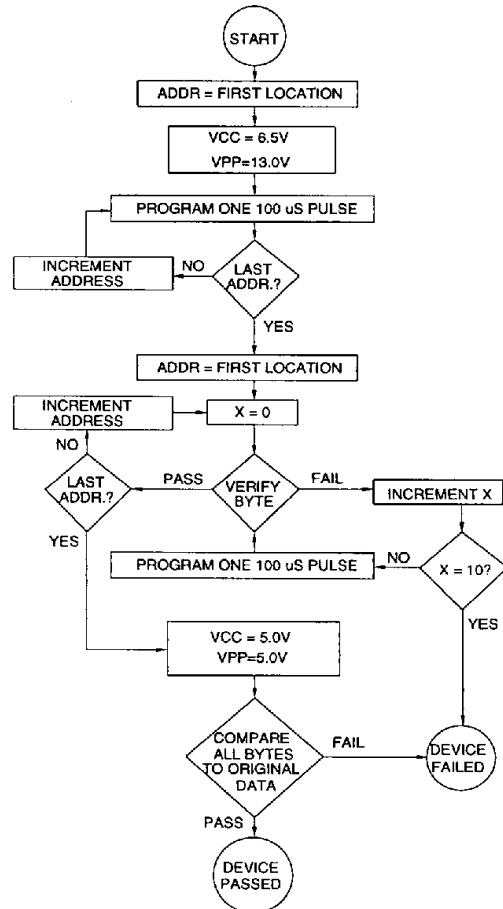 START
ADDR = FIRST LOCATION
VCC = 6.5V
VPP=13.0V
PROGRAM ONE 100 uS PULSE
INCREMENT
ADDRESS
NO
LAST
ADDR.?
YES
ADDR = FIRST LOCATION
INCREMENT
ADDRESS
X = 0
NO
LAST
ADDR.?
PASS
VERIFY
BYTE
FAIL
INCREMENT X
YES
PROGRAM ONE 100 uS PULSE
NO
X = 10?
YES
VCC = 5.0V
VPP=5.0V
COMPARE
ALL BYTES
TO ORIGINAL
DATA
FAIL
DEVICE
FAILED
PASS
DEVICE
PASSED